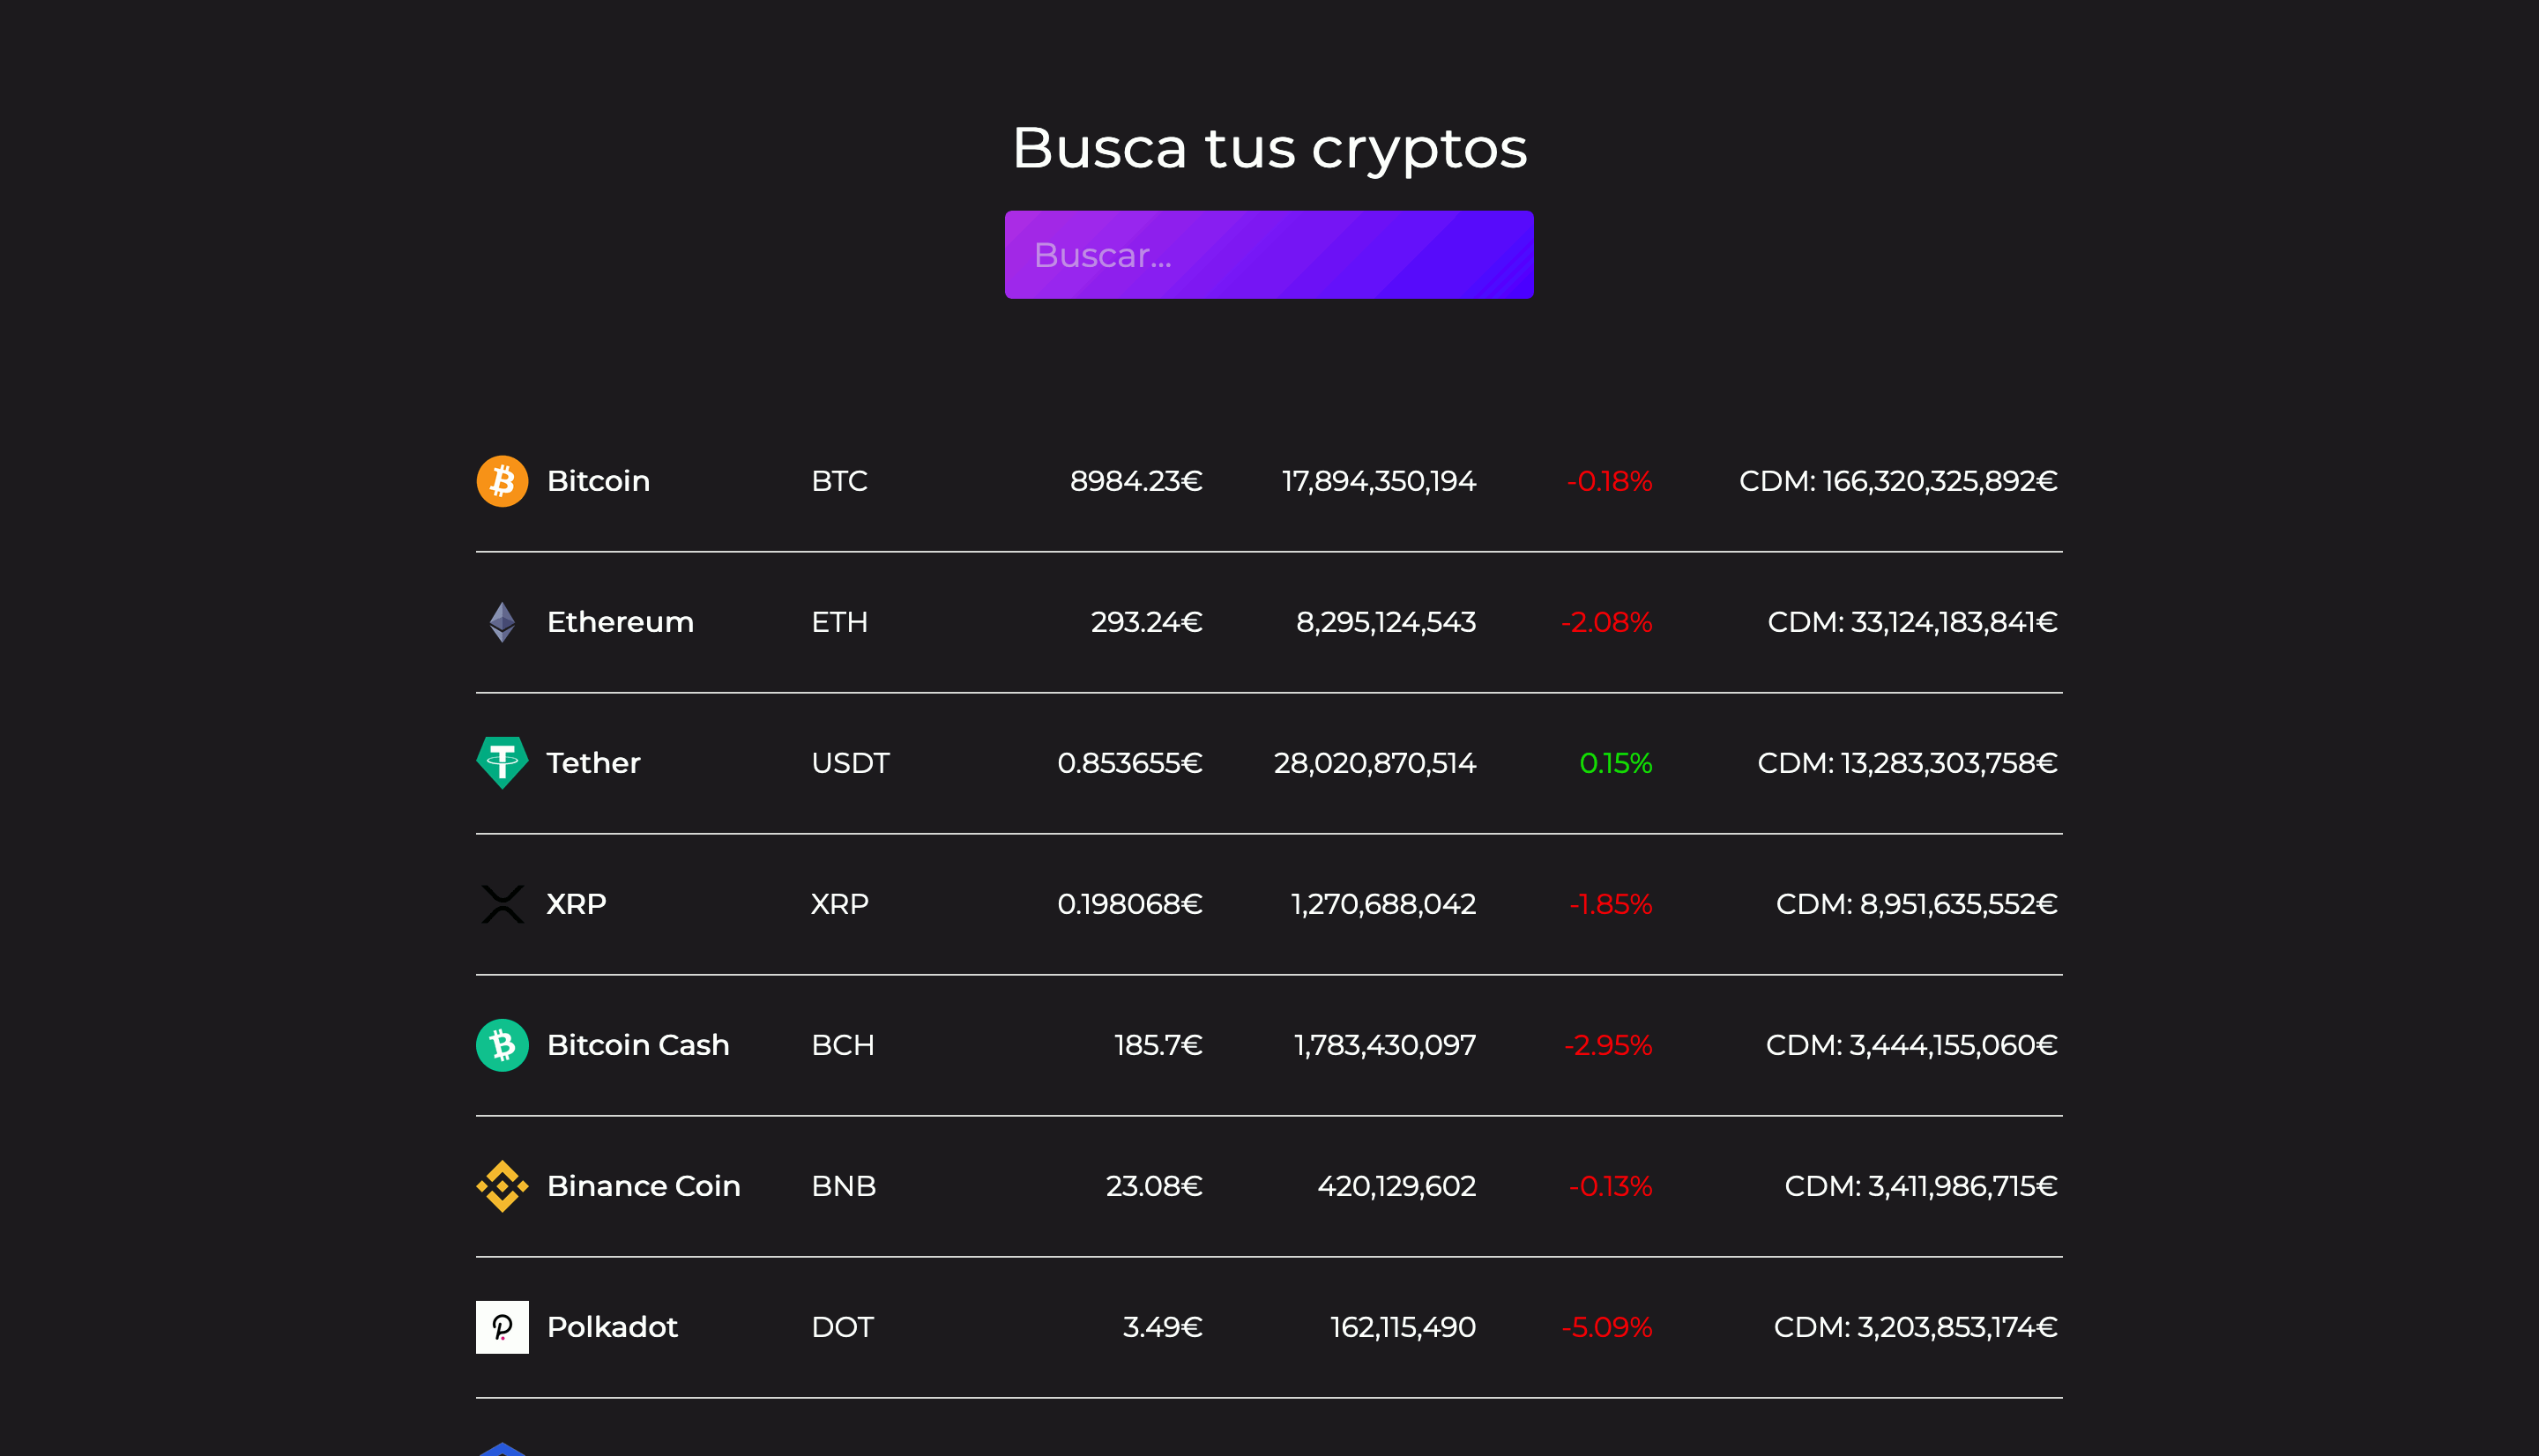 Busca tus cryptos
Buscar...
Bitcoin BTC 8984.23€ 17,894,350,194 -0.18% CDM: 166,320,325,892€
Ethereum ETH 293.24€ 8,295,124,543 -2.08% CDM: 33,124,183,841€
Tether USDT 0.853655€ 28,020,870,514 0.15% CDM: 13,283,303,758€
XRP XRP 0.198068€ 1,270,688,042 -1.85% CDM: 8,951,635,552€
Bitcoin Cash BCH 185.7€ 1,783,430,097 -2.95% CDM: 3,444,155,060€
Binance Coin BNB 23.08€ 420,129,602 -0.13% CDM: 3,411,986,715€
Polkadot DOT 3.49€ 162,115,490 -5.09% CDM: 3,203,853,174€